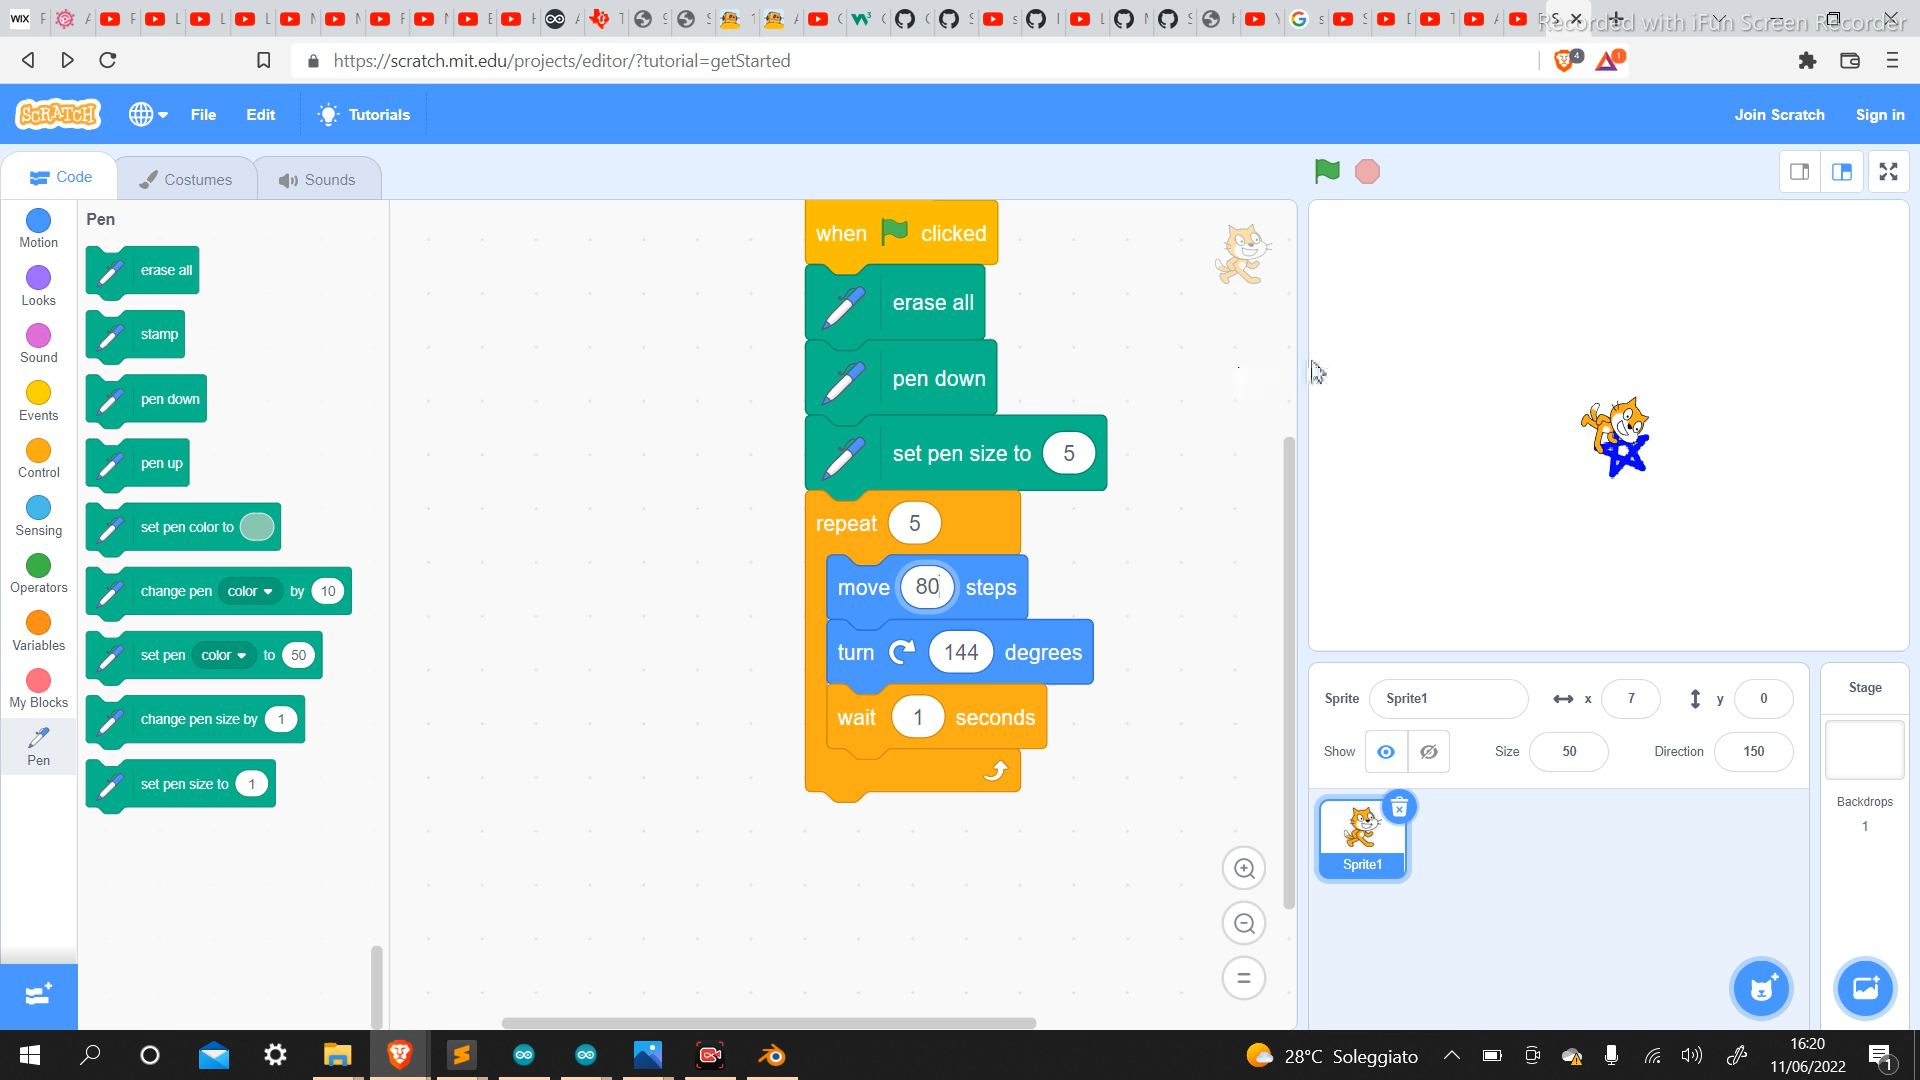 WIX
Recorded with iFun Screen Recorder
https://scratch.mit.edu/projects/editor/?tutorial=getStarted
4
1
SCRATCH
File
Edit
Tutorials
Join Scratch
Sign in
Code
Costumes
Sounds
Motion
Looks
Sound
Events
Control
Sensing
Operators
Variables
My Blocks
Pen
Pen
erase all
stamp
pen down
pen up
set pen color to
change pen color by 10
set pen color to 50
change pen size by 1
set pen size to 1
when clicked
erase all
pen down
set pen size to 5
repeat 5
move 80 steps
turn 144 degrees
wait 1 seconds
Sprite Sprite1 x 7 y 0
Show Size 50 Direction 150
Sprite1
Stage
Backdrops
1
28°C Soleggiato
16:20
11/06/2022
1